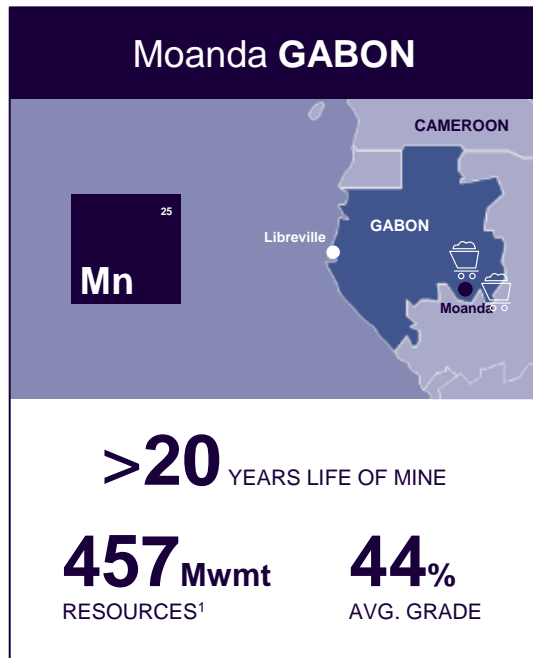 Moanda GABON
CAMEROON
25
Mn
Libreville
GABON
Moanda
>20 YEARS LIFE OF MINE
457Mwmt
44%
RESOURCES¹
AVG. GRADE